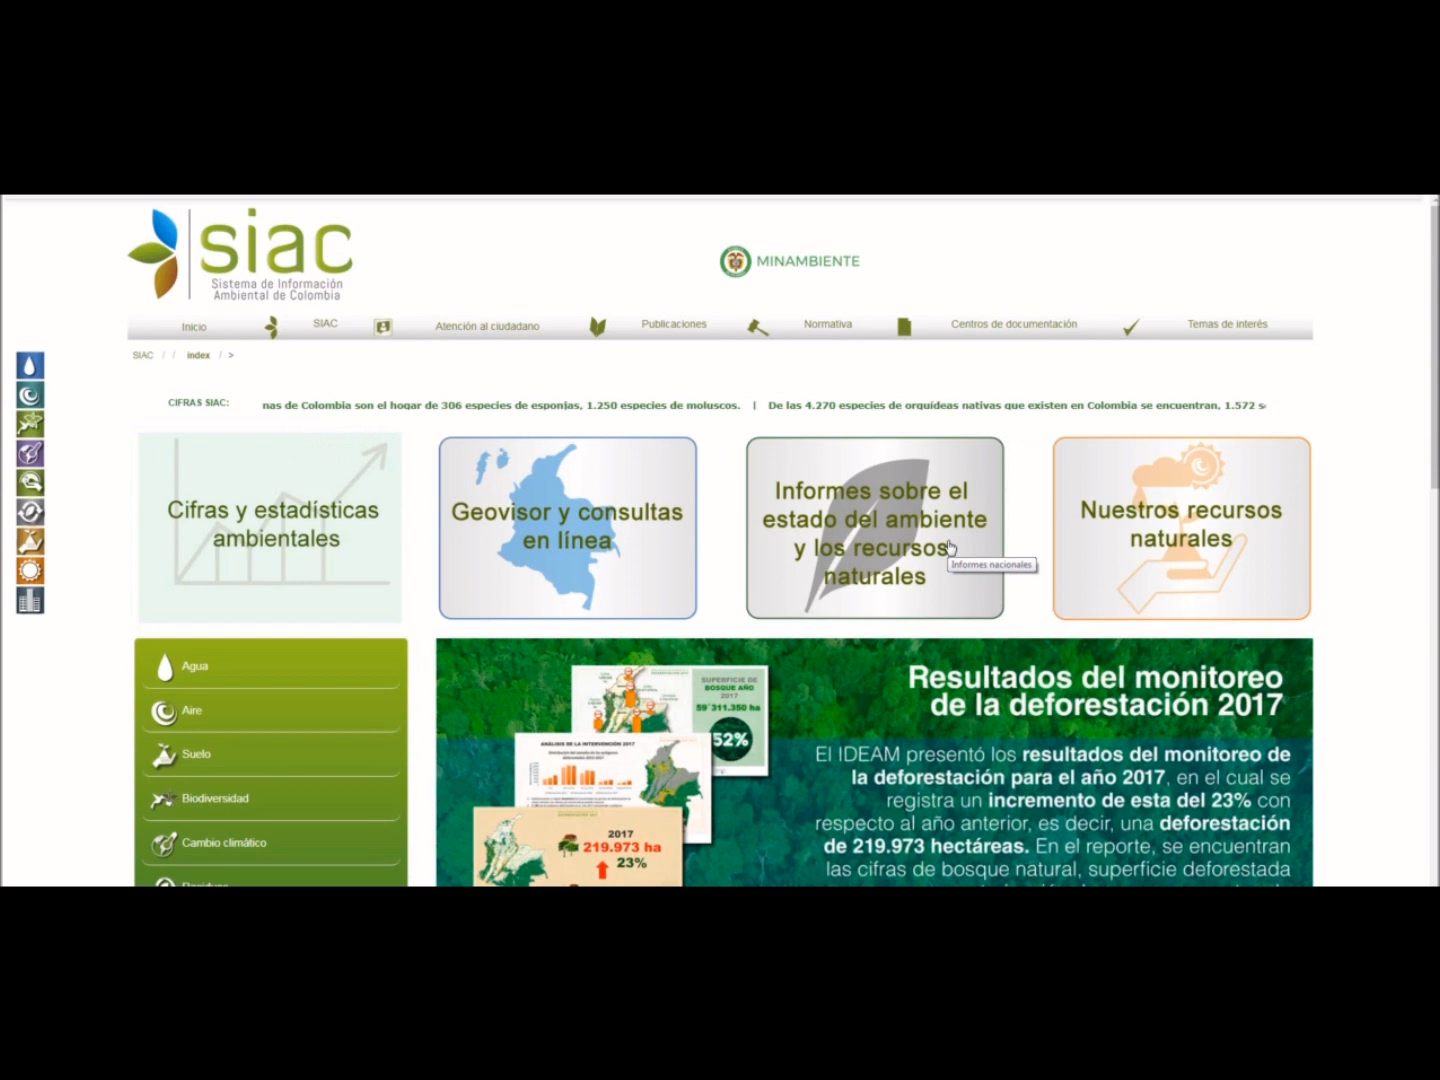 siac
Sistema de Información
Ambiental de Colombia
MINAMBIENTE
Inicio
SIAC
Atención al ciudadano
Publicaciones
Normativa
Centros de documentación
Temas de interés
SIAC / / index / >
CIFRAS SIAC:
nas de Colombia son el hogar de 306 especies de esponjas, 1.250 especies de moluscos. | De las 4.270 especies de orquídeas nativas que existen en Colombia se encuentran, 1.572 s
Cifras y estadísticas
ambientales
Geovisor y consultas
en línea
Informes sobre el
estado del ambiente
y los recursos
naturales
Informes nacionales
Nuestros recursos
naturales
Agua
Aire
Suelo
Biodiversidad
Cambio climático
SUPERFICIE DE
BOSQUE AÑO
2017
59´311.350 ha
52%
ANÁLISIS DE LA INTERVENCIÓN 2017
2017
219.973 ha
23%
Resultados del monitoreo
de la deforestación 2017
El IDEAM presentó los resultados del monitoreo de
la deforestación para el año 2017, en el cual se
registra un incremento de esta del 23% con
respecto al año anterior, es decir, una deforestación
de 219.973 hectáreas. En el reporte, se encuentran
las cifras de bosque natural, superficie deforestada